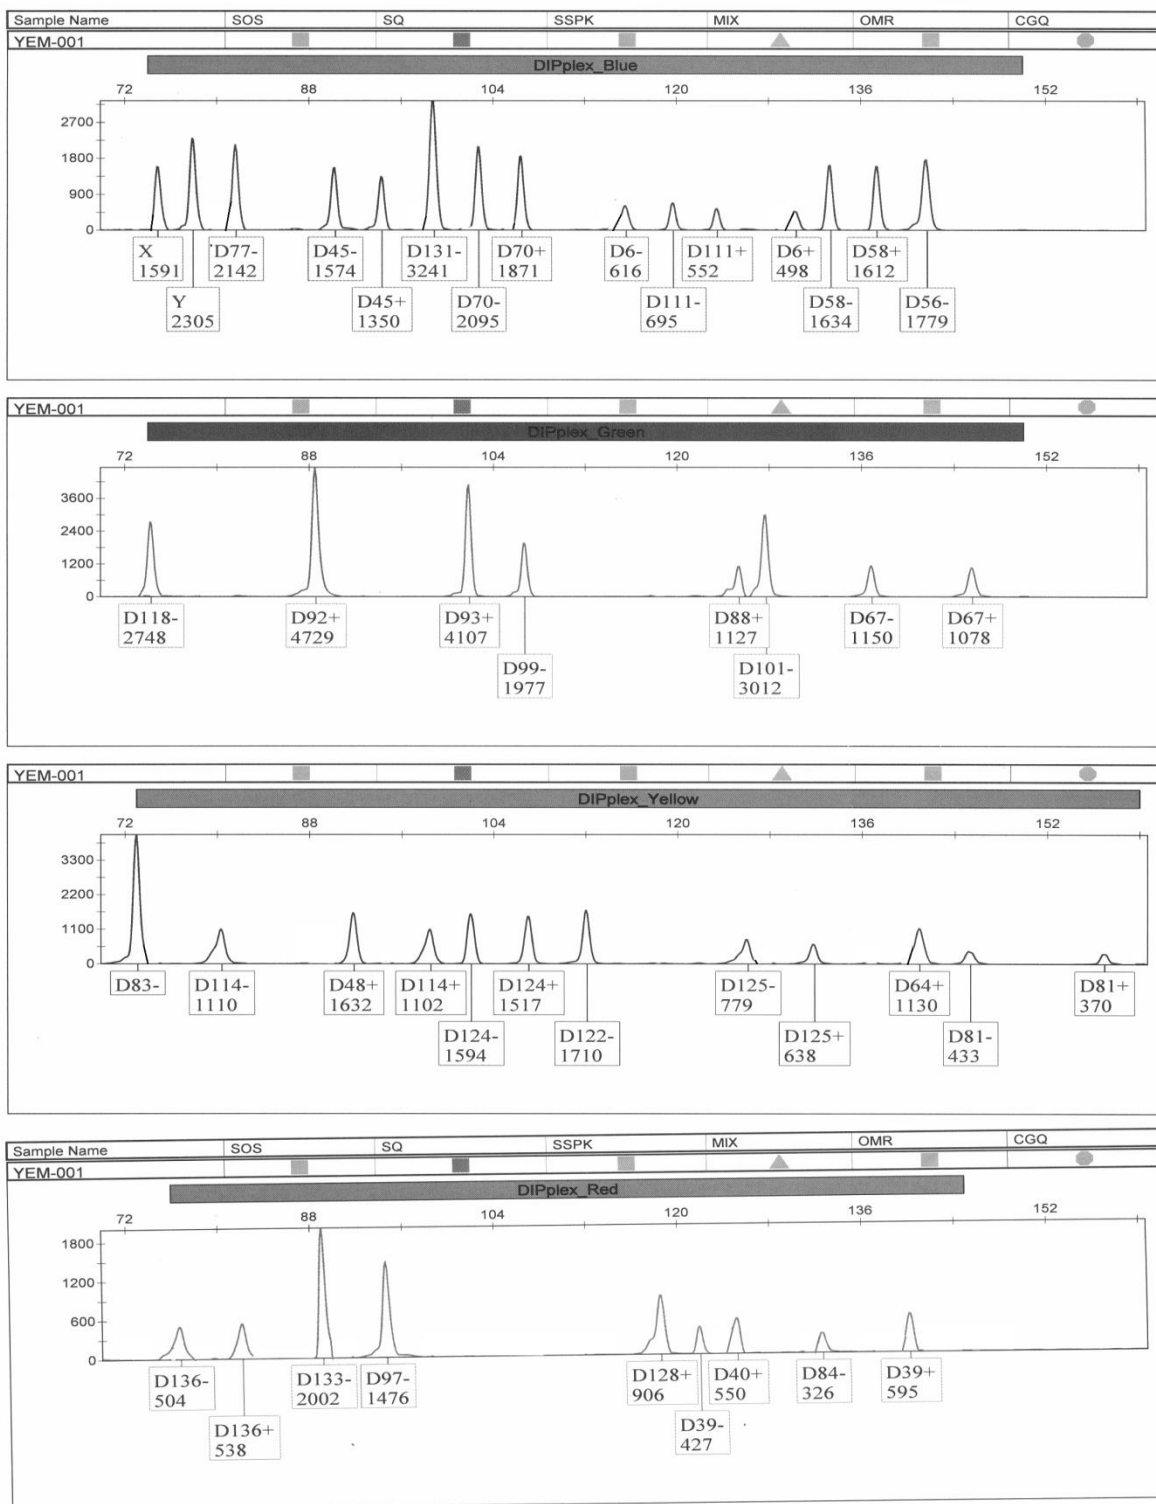 Sample Name SOS SQ SSPK MIX OMR CGQ
YEM-001
DIPplex_Blue
72 88 104 120 136 152
2700
1800
900
0
X
1591
Y
2305
D77-
2142
D45-
1574
D45+
1350
D131-
3241
D70-
2095
D70+
1871
D6-
616
D111-
695
D111+
552
D6+
498
D58-
1634
D58+
1612
D56-
1779
YEM-001
DIPplex_Green
72 88 104 120 136 152
3600
2400
1200
0
D118-
2748
D92+
4729
D93+
4107
D99-
1977
D88+
1127
D101-
3012
D67-
1150
D67+
1078
YEM-001
DIPplex_Yellow
72 88 104 120 136 152
3300
2200
1100
0
D83-
D114-
1110
D48+
1632
D114+
1102
D124-
1594
D124+
1517
D122-
1710
D125-
779
D125+
638
D64+
1130
D81-
433
D81+
370
Sample Name SOS SQ SSPK MIX OMR CGQ
YEM-001
DIPplex_Red
72 88 104 120 136 152
1800
1200
600
0
D136-
504
D136+
538
D133-
2002
D97-
1476
D128+
906
D39-
427
D40+
550
D84-
326
D39+
595